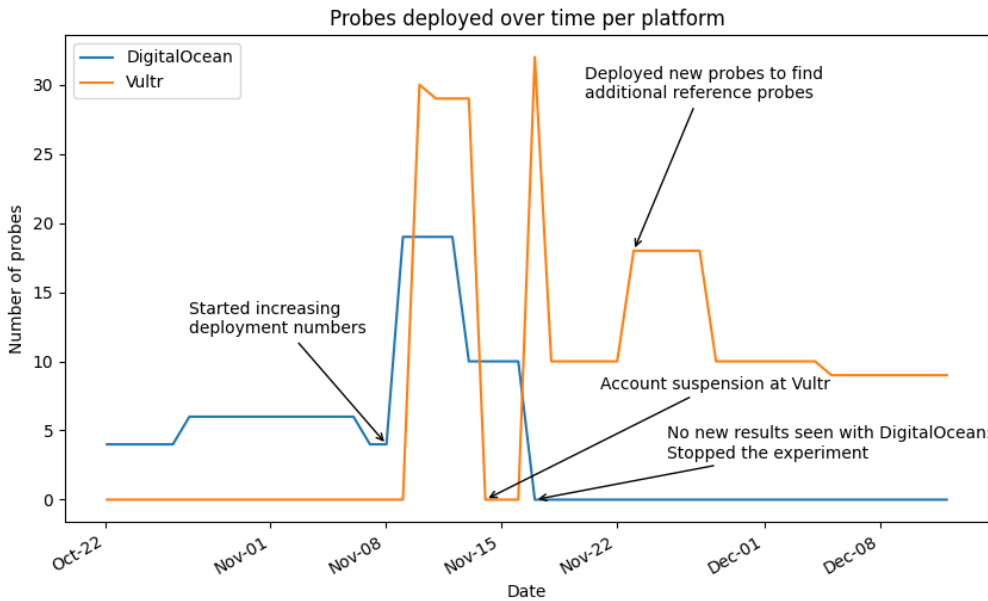 Probes deployed over time per platform
DigitalOcean
Vultr
Deployed new probes to find
additional reference probes
Started increasing
deployment numbers
Account suspension at Vultr
No new results seen with DigitalOcean:
Stopped the experiment
Number of probes
30
25
20
15
10
5
0
Oct-22
Nov-01
Nov-08
Nov-15
Nov-22
Dec-01
Dec-08
Date